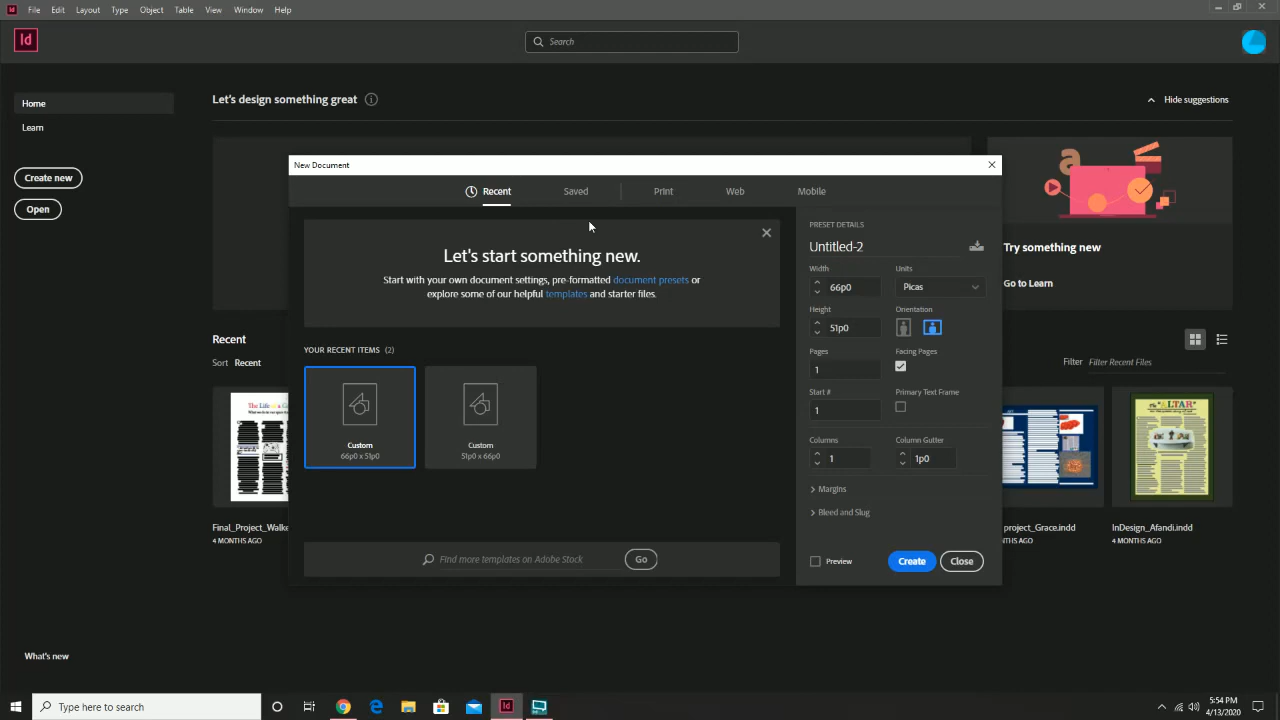 File Edit Layout Type Object Table View Window Help
Id
Search
Let's design something great
Hide suggestions
Home
Learn
Create new
Open
New Document
Recent Saved Print Web Mobile
Let's start something new.
Start with your own document settings, pre-formatted document presets or
explore some of our helpful templates and starter files.
YOUR RECENT ITEMS (2)
Custom
66p0 x 51p0
Custom
51p0 x 66p0
Find more templates on Adobe Stock Go
PRESET DETAILS
Untitled-2
Width Units
66p0 Picas
Height Orientation
51p0
Pages Facing Pages
1
Start # Primary Text Frame
1
Columns Column Gutter
1 1p0
Margins
Bleed and Slug
Preview Create Close
Try something new
Go to Learn
Recent
Sort Recent
Filter Filter Recent Files
The "ALTAR"
Final_Project_Walke
4 MONTHS AGO
project_Grace.indd
4 MONTHS AGO
InDesign_Afandi.indd
4 MONTHS AGO
What's new
Type here to search
Id
5:54 PM
4/13/2020